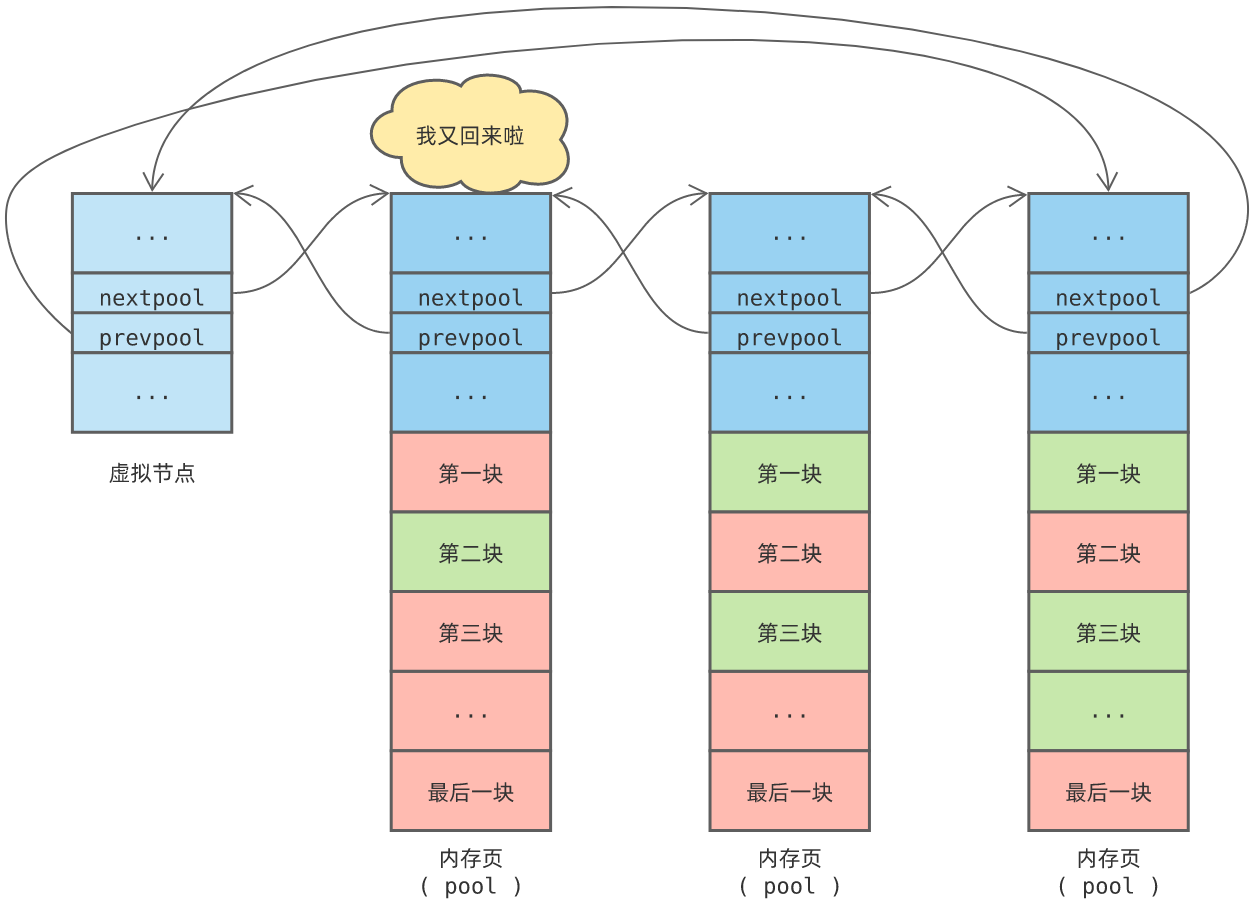 我又回来啦
...
nextpool
prevpool
...
虚拟节点
...
nextpool
prevpool
...
第一块
第二块
第三块
...
最后一块
内存页
( pool )
...
nextpool
prevpool
...
第一块
第二块
第三块
...
最后一块
内存页
( pool )
...
nextpool
prevpool
...
第一块
第二块
第三块
...
最后一块
内存页
( pool )